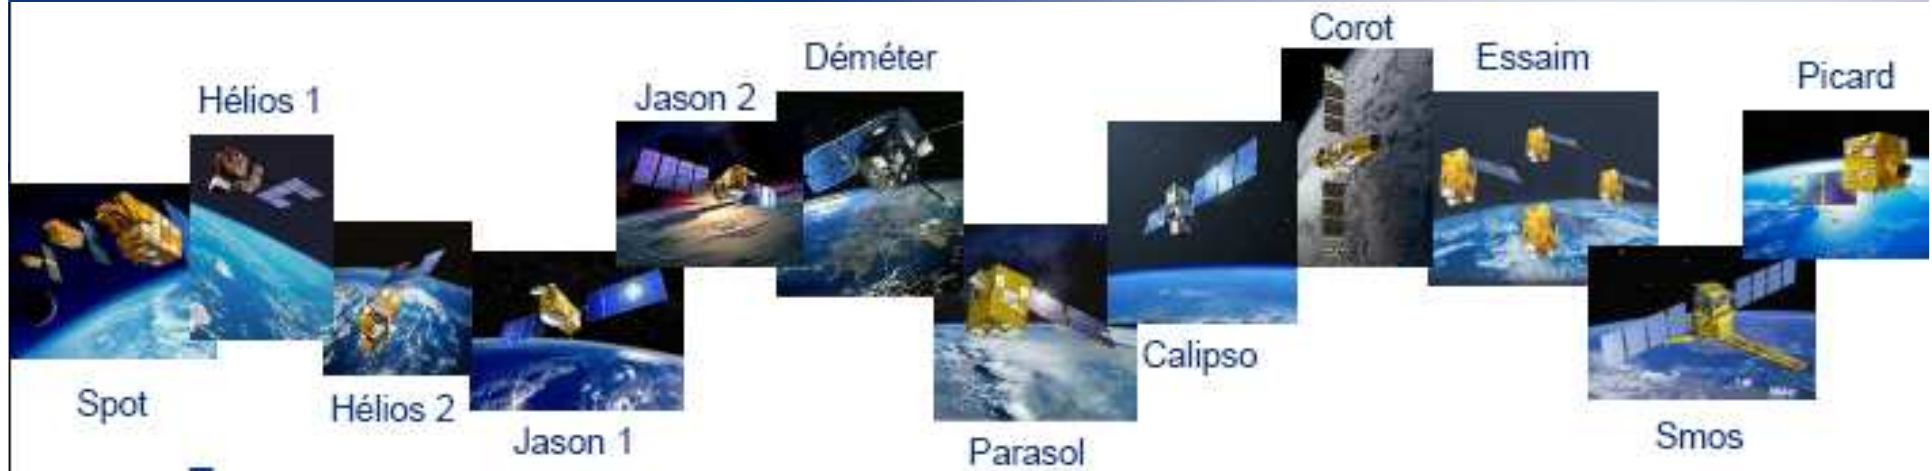 Spot
Hélios 1
Hélios 2
Jason 1
Jason 2
Déméter
Parasol
Calipso
Corot
Essaim
Smos
Picard